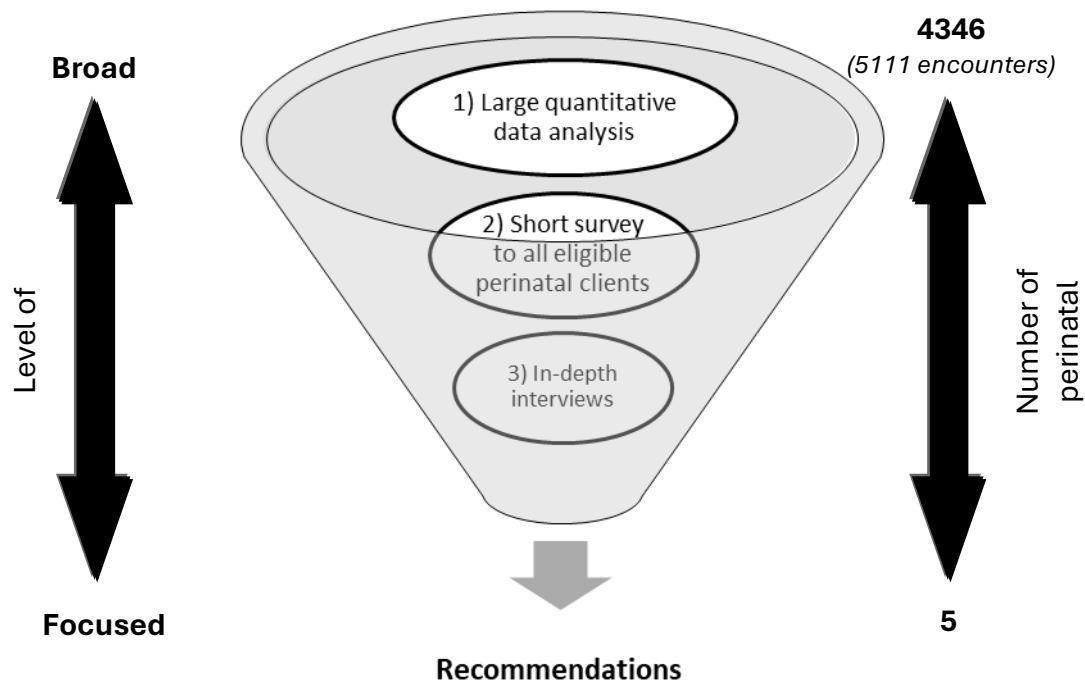 4346
(5111 encounters)
Broad
1) Large quantitative
data analysis
2) Short survey
to all eligible
perinatal clients
3) In-depth
interviews
Level of
Number of
perinatal
Focused
5
Recommendations